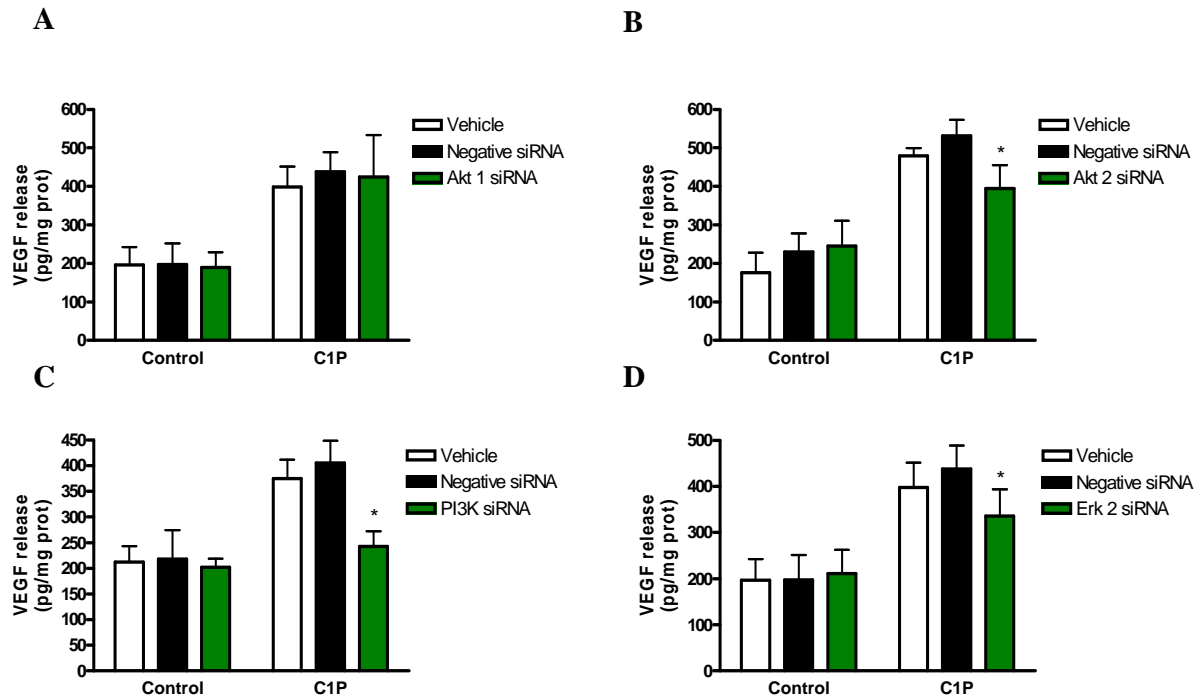 A
VEGF release
(pg/mg prot)
600
500
400
300
200
100
0
Control
C1P
Vehicle
Negative siRNA
Akt 1 siRNA
B
VEGF release
(pg/mg prot)
600
500
400
300
200
100
0
*
Control
C1P
Vehicle
Negative siRNA
Akt 2 siRNA
C
VEGF release
(pg/mg prot)
450
400
350
300
250
200
150
100
50
0
*
Control
C1P
Vehicle
Negative siRNA
PI3K siRNA
D
VEGF release
(pg/mg prot)
500
400
300
200
100
0
*
Control
C1P
Vehicle
Negative siRNA
Erk 2 siRNA